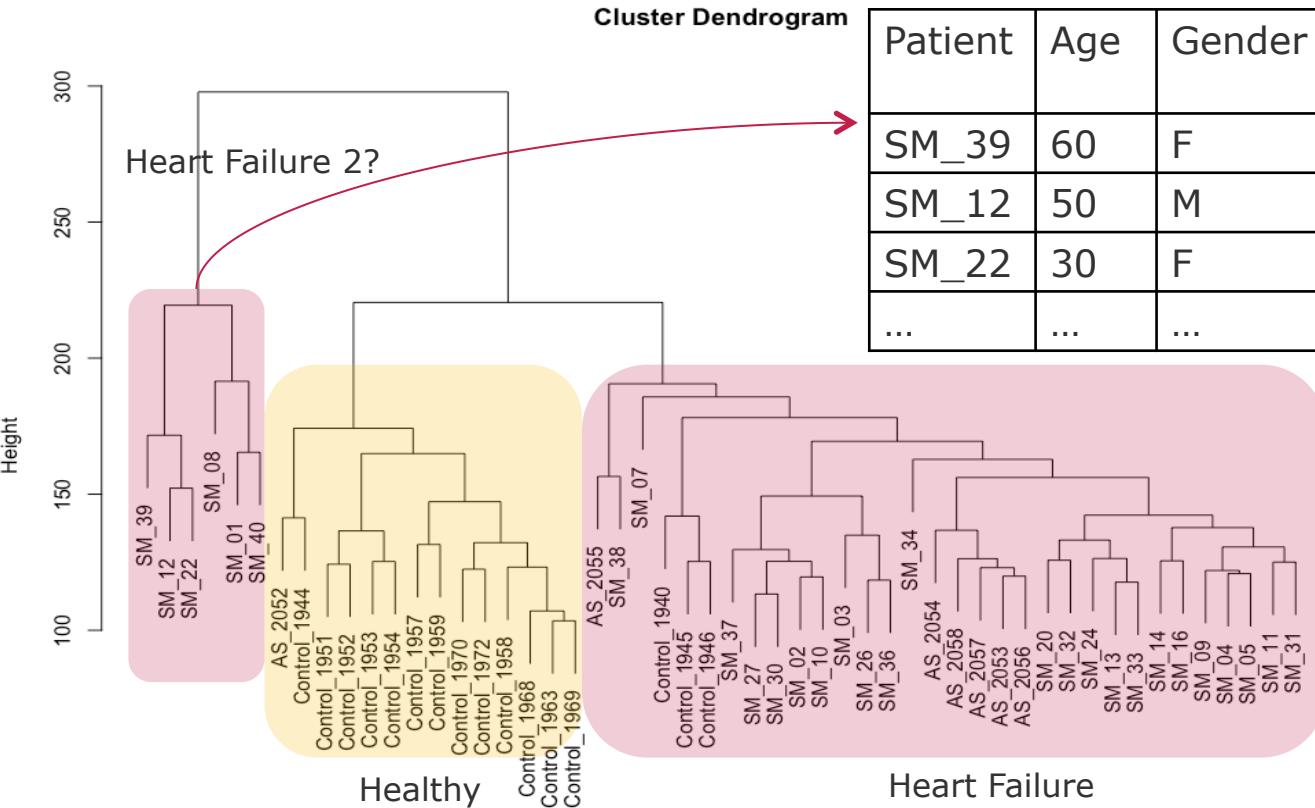 Cluster Dendrogram
Patient Age Gender
SM_39 60 F
SM_12 50 M
SM_22 30 F
... ... ...
Heart Failure 2?
Height
300
250
200
150
100
SM_39
SM_12
SM_22
SM_08
SM_01
SM_40
AS_2052
Control_1944
Control_1951
Control_1952
Control_1953
Control_1954
Control_1957
Control_1959
Control_1970
Control_1972
Control_1958
Control_1968
Control_1963
Control_1969
AS_2055
SM_38
SM_07
Control_1940
Control_1945
Control_1946
SM_37
SM_27
SM_30
SM_02
SM_10
SM_03
SM_26
SM_36
SM_34
AS_2054
AS_2058
AS_2057
AS_2053
AS_2056
SM_20
SM_32
SM_24
SM_13
SM_33
SM_14
SM_16
SM_09
SM_04
SM_05
SM_11
SM_31
Healthy
Heart Failure